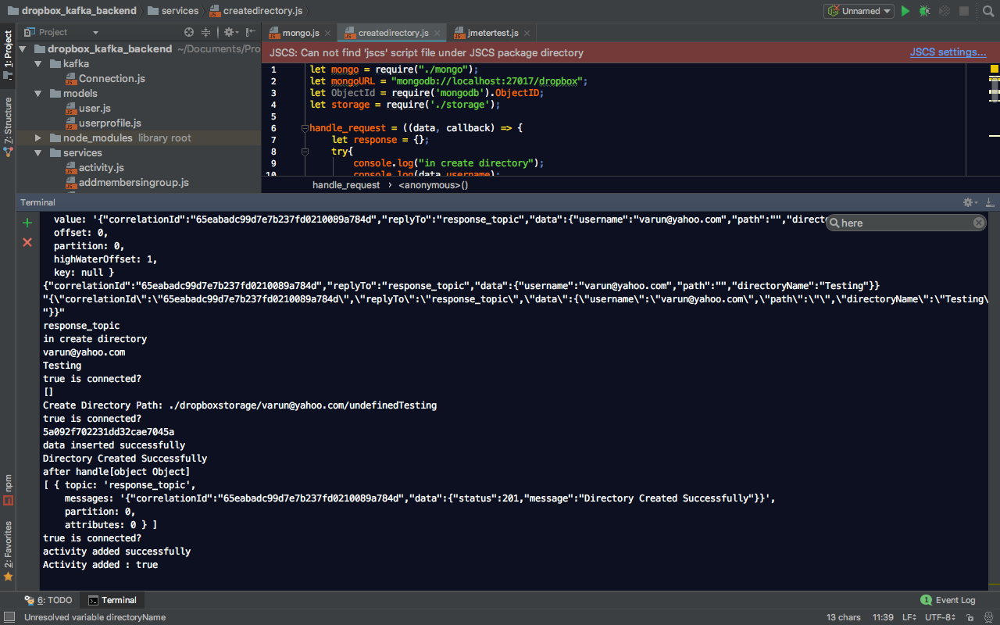 dropbox_kafka_backend services createdirectory.js Unnamed
Project mongo.js createdirectory.js jmetertest.js
1: Project
Z: Structure
npm
2: Favorites
dropbox_kafka_backend ~/Documents/Pro
kafka
Connection.js
models
user.js
userprofile.js
node_modules library root
services
activity.js
addmembersingroup.js
JSCS: Can not find 'jscs' script file under JSCS package directory JSCS settings...
1 let mongo = require("./mongo");
2 let mongoURL = "mongodb://localhost:27017/dropbox";
3 let ObjectId = require('mongodb').ObjectID;
4 let storage = require('./storage');
5
6 handle_request = ((data, callback) => {
7 let response = {};
8 try{
9 console.log("in create directory");
10 console.log(data.username);
handle_request › <anonymous>()
Terminal
here
value: '{"correlationId":"65eabadc99d7e7b237fd0210089a784d","replyTo":"response_topic","data":{"username":"varun@yahoo.com","path":"","direct
offset: 0,
partition: 0,
highWaterOffset: 1,
key: null }
{"correlationId":"65eabadc99d7e7b237fd0210089a784d","replyTo":"response_topic","data":{"username":"varun@yahoo.com","path":"","directoryName":"Testing"}}
"{\"correlationId\":\"65eabadc99d7e7b237fd0210089a784d\",\"replyTo\":\"response_topic\",\"data\":{\"username\":\"varun@yahoo.com\",\"path\":\"\",\"directoryName\":\"Testing\
"}}"
response_topic
in create directory
varun@yahoo.com
Testing
true is connected?
[]
Create Directory Path: ./dropboxstorage/varun@yahoo.com/undefinedTesting
true is connected?
5a092f702231dd32cae7045a
data inserted successfully
Directory Created Successfully
after handle[object Object]
[ { topic: 'response_topic',
messages: '{"correlationId":"65eabadc99d7e7b237fd0210089a784d","data":{"status":201,"message":"Directory Created Successfully"}}',
partition: 0,
attributes: 0 } ]
true is connected?
activity added successfully
Activity added : true
6: TODO Terminal 1 Event Log
Unresolved variable directoryName 13 chars 11:39 LF UTF-8